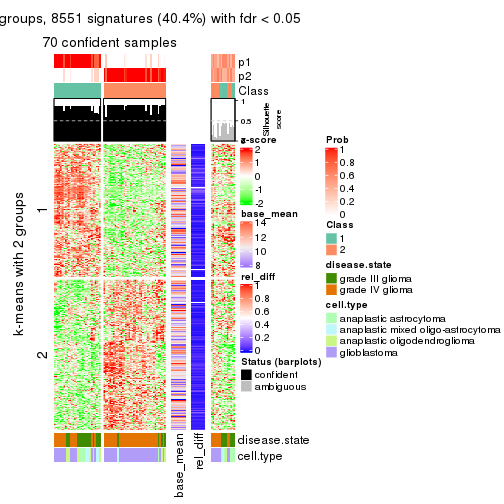 groups, 8551 signatures (40.4%) with fdr < 0.05
70 confident samples
p1
p2
Class
1
0.5
Silhouette
score
k-means with 2 groups
1
2
z-score
2
1
0
-1
-2
base_mean
14
12
10
8
rel_diff
1
0.8
0.6
0.4
0.2
0
Status (barplots)
confident
ambiguous
Prob
1
0.8
0.6
0.4
0.2
0
Class
1
2
disease.state
grade III glioma
grade IV glioma
cell.type
anaplastic astrocytoma
anaplastic mixed oligo-astrocytoma
anaplastic oligodendroglioma
glioblastoma
disease.state
cell.type
base_mean
rel_diff